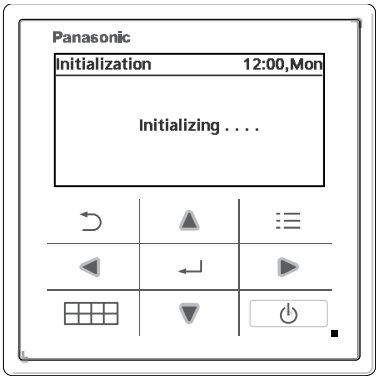 Panasonic
Initialization 12:00,Mon
Initializing . . . .